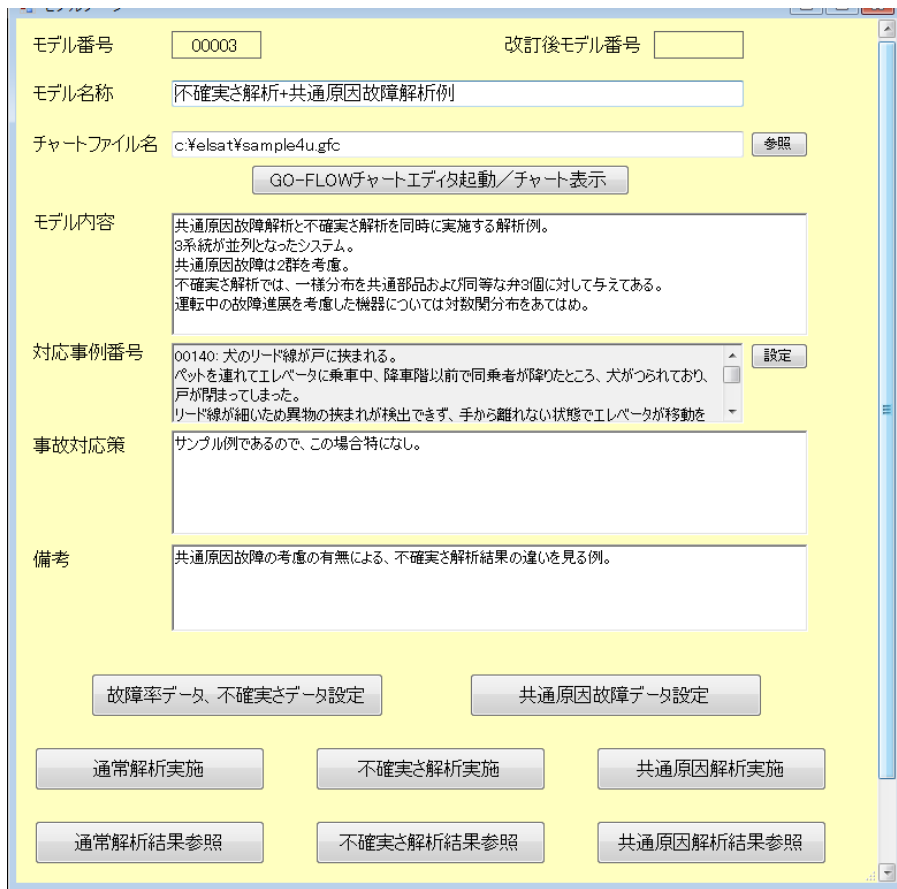 モデル番号 00003 改訂後モデル番号
モデル名称 不確実さ解析+共通原因故障解析例
チャートファイル名 c:¥elsat¥sample4u.gfc 参照
GO-FLOWチャートエディタ起動／チャート表示
モデル内容 共通原因故障解析と不確実さ解析を同時に実施する解析例。
3系統が並列となったシステム。
共通原因故障は2群を考慮。
不確実さ解析では、一様分布を共通部品および同等な弁3個に対して与えてある。
運転中の故障進展を考慮した機器については対数関分布をあてはめ。
対応事例番号 00140: 犬のリード線が戸に挟まれる。 設定
ペットを連れてエレベータに乗車中、降車階以前で同乗者が降りたところ、犬がつられており、
戸が閉まってしまった。
リード線が細いため異物の挟まれが検出できず、手から離れない状態でエレベータが移動を
事故対応策 サンプル例であるので、この場合特になし。
備考 共通原因故障の考慮の有無による、不確実さ解析結果の違いを見る例。
故障率データ、不確実さデータ設定 共通原因故障データ設定
通常解析実施 不確実さ解析実施 共通原因解析実施
通常解析結果参照 不確実さ解析結果参照 共通原因解析結果参照